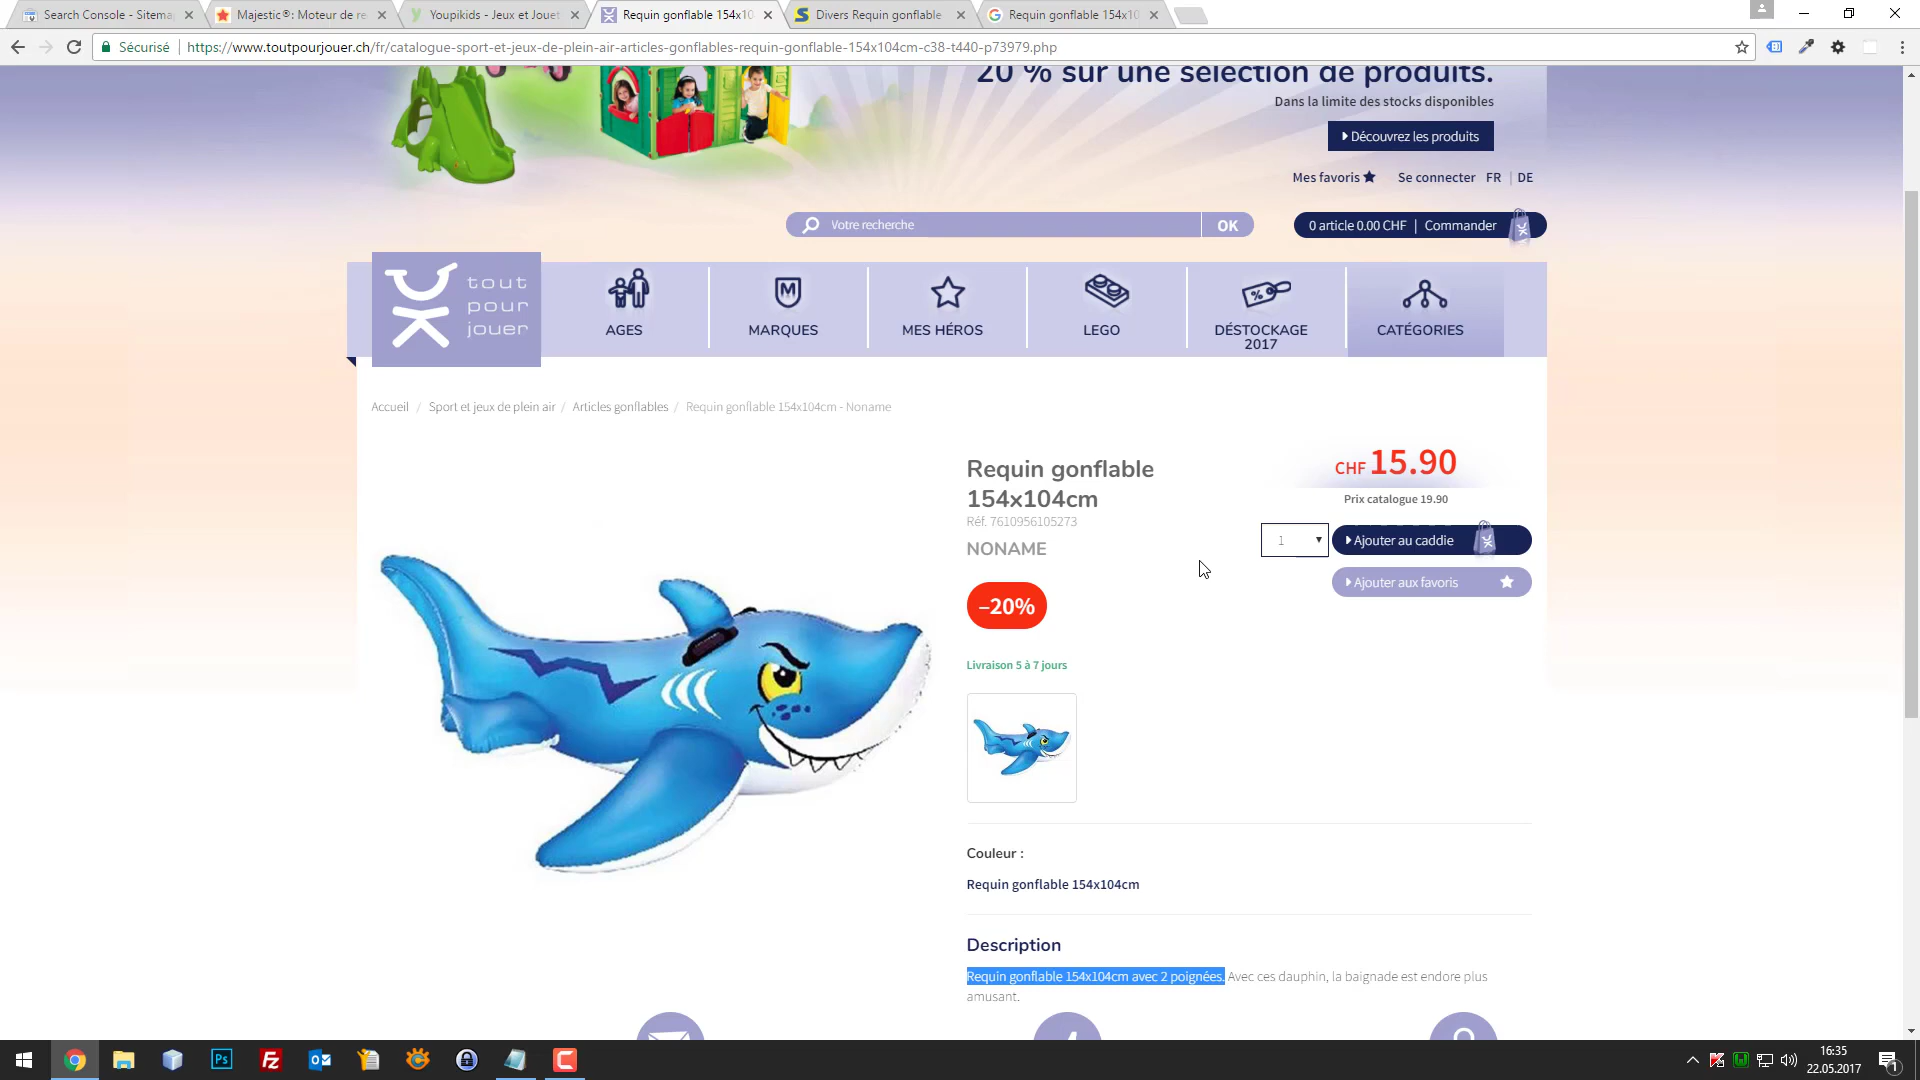 Search Console - Sitema
Majestic®: Moteur de re
Youpikids - Jeux et Jouet
Requin gonflable 154x10
Divers Requin gonflable
Requin gonflable 154x10
Sécurisé
https://www.toutpourjouer.ch/fr/catalogue-sport-et-jeux-de-plein-air-articles-gonflables-requin-gonflable-154x104cm-c38-t440-p73979.php
20 % sur une sélection de produits.
Dans la limite des stocks disponibles
Découvrez les produits
Mes favoris
Se connecter
FR | DE
Votre recherche
OK
0 article 0.00 CHF | Commander
tout
pour
jouer
AGES
MARQUES
MES HÉROS
LEGO
DÉSTOCKAGE
2017
CATÉGORIES
Accueil / Sport et jeux de plein air / Articles gonflables / Requin gonflable 154x104cm - Noname
Requin gonflable
154x104cm
Réf. 7610956105273
NONAME
CHF 15.90
Prix catalogue 19.90
1
Ajouter au caddie
Ajouter aux favoris
–20%
Livraison 5 à 7 jours
Couleur :
Requin gonflable 154x104cm
Description
Requin gonflable 154x104cm avec 2 poignées. Avec ces dauphin, la baignade est endore plus
amusant.
Ps
Fz
16:35
22.05.2017
1